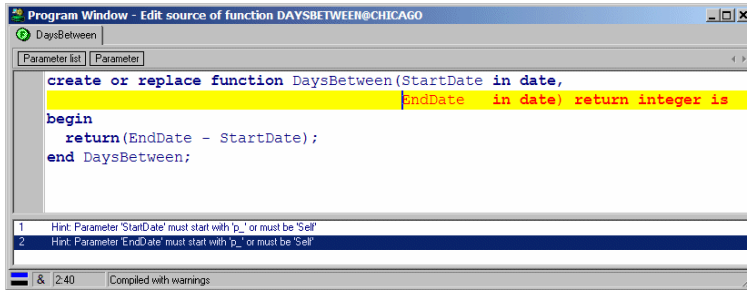 Program Window - Edit source of function DAYSBETWEEN@CHICAGO
DaysBetween
Parameter list Parameter
create or replace function DaysBetween(StartDate in date,
EndDate in date) return integer is
begin
return(EndDate - StartDate);
end DaysBetween;
1 Hint: Parameter 'StartDate' must start with 'p_' or must be 'Self'
2 Hint: Parameter 'EndDate' must start with 'p_' or must be 'Self'
& 2:40 Compiled with warnings